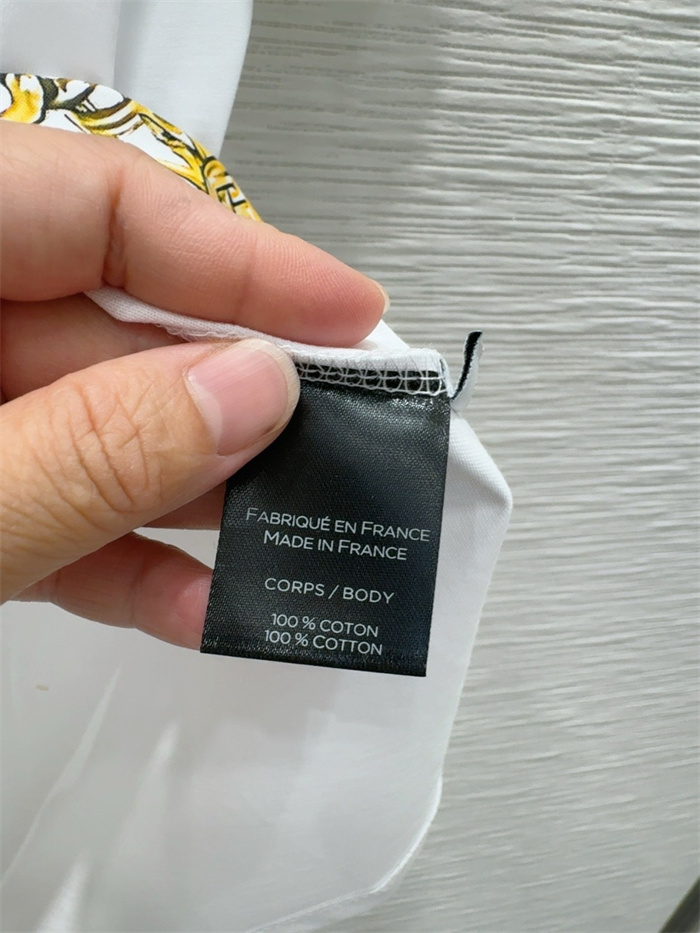 FABRIQUÉ EN FRANCE
MADE IN FRANCE
CORPS / BODY
100 % COTON
100 % COTTON